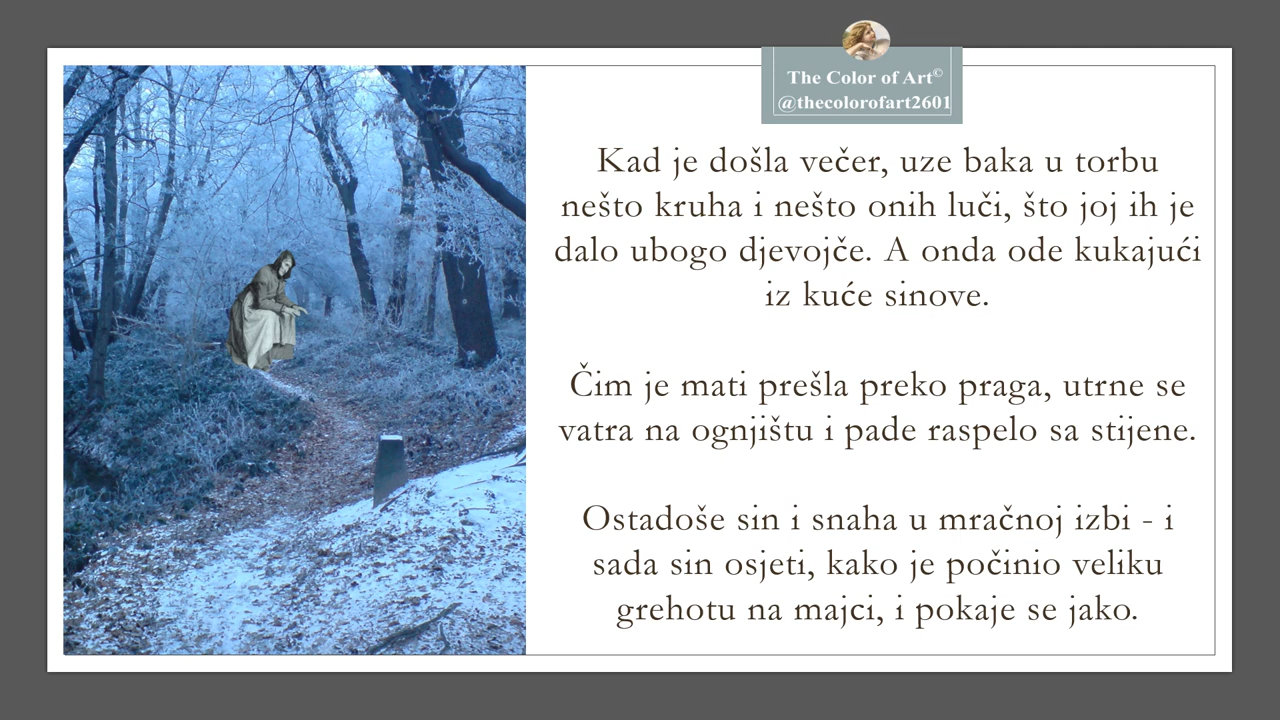 The Color of Art©
@thecolorofart2601
Kad je došla večer, uze baka u torbu
nešto kruha i nešto onih luči, što joj ih je
dalo ubogo djevojče. A onda ode kukajući
iz kuće sinove.
Čim je mati prešla preko praga, utrne se
vatra na ognjištu i pade raspelo sa stijene.
Ostadoše sin i snaha u mračnoj izbi - i
sada sin osjeti, kako je počinio veliku
grehotu na majci, i pokaje se jako.